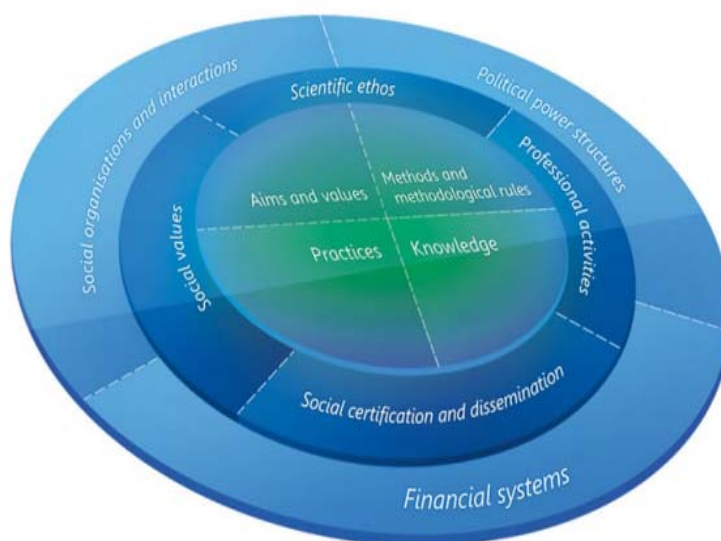 Social organisations and interactions
Political power structures
Scientific ethos
Professional activities
Social values
Aims and values
Methods and
methodological rules
Practices
Knowledge
Social certification and dissemination
Financial systems